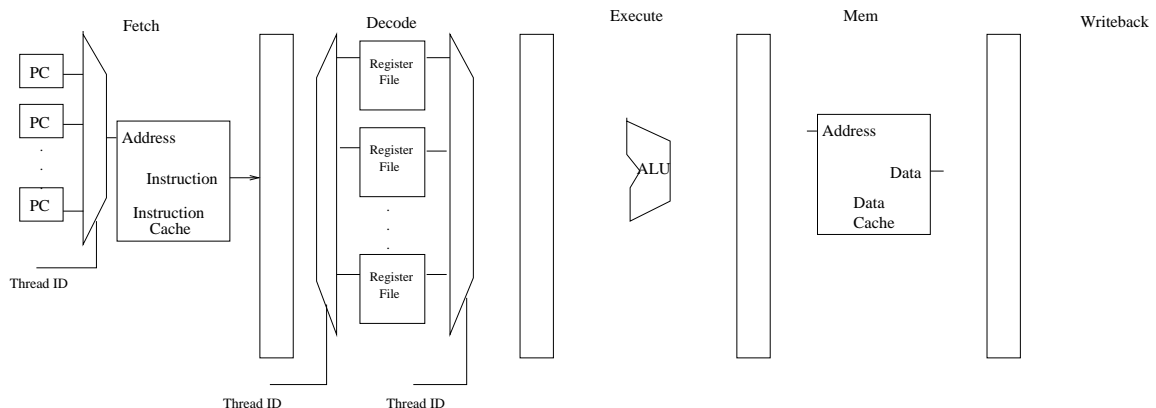 Fetch
Decode
Execute
Mem
Writeback
PC
PC
PC
Thread ID
Address
Instruction
Instruction
Cache
Register
File
Register
File
Register
File
Thread ID
Thread ID
ALU
Address
Data
Data
Cache